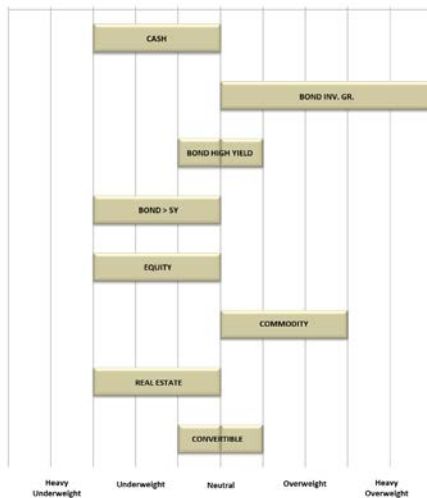 CASH
BOND INV. GR.
BOND HIGH YIELD
BOND > 5Y
EQUITY
COMMODITY
REAL ESTATE
CONVERTIBLE
Heavy Underweight Neutral Overweight Heavy
Underweight Overweight